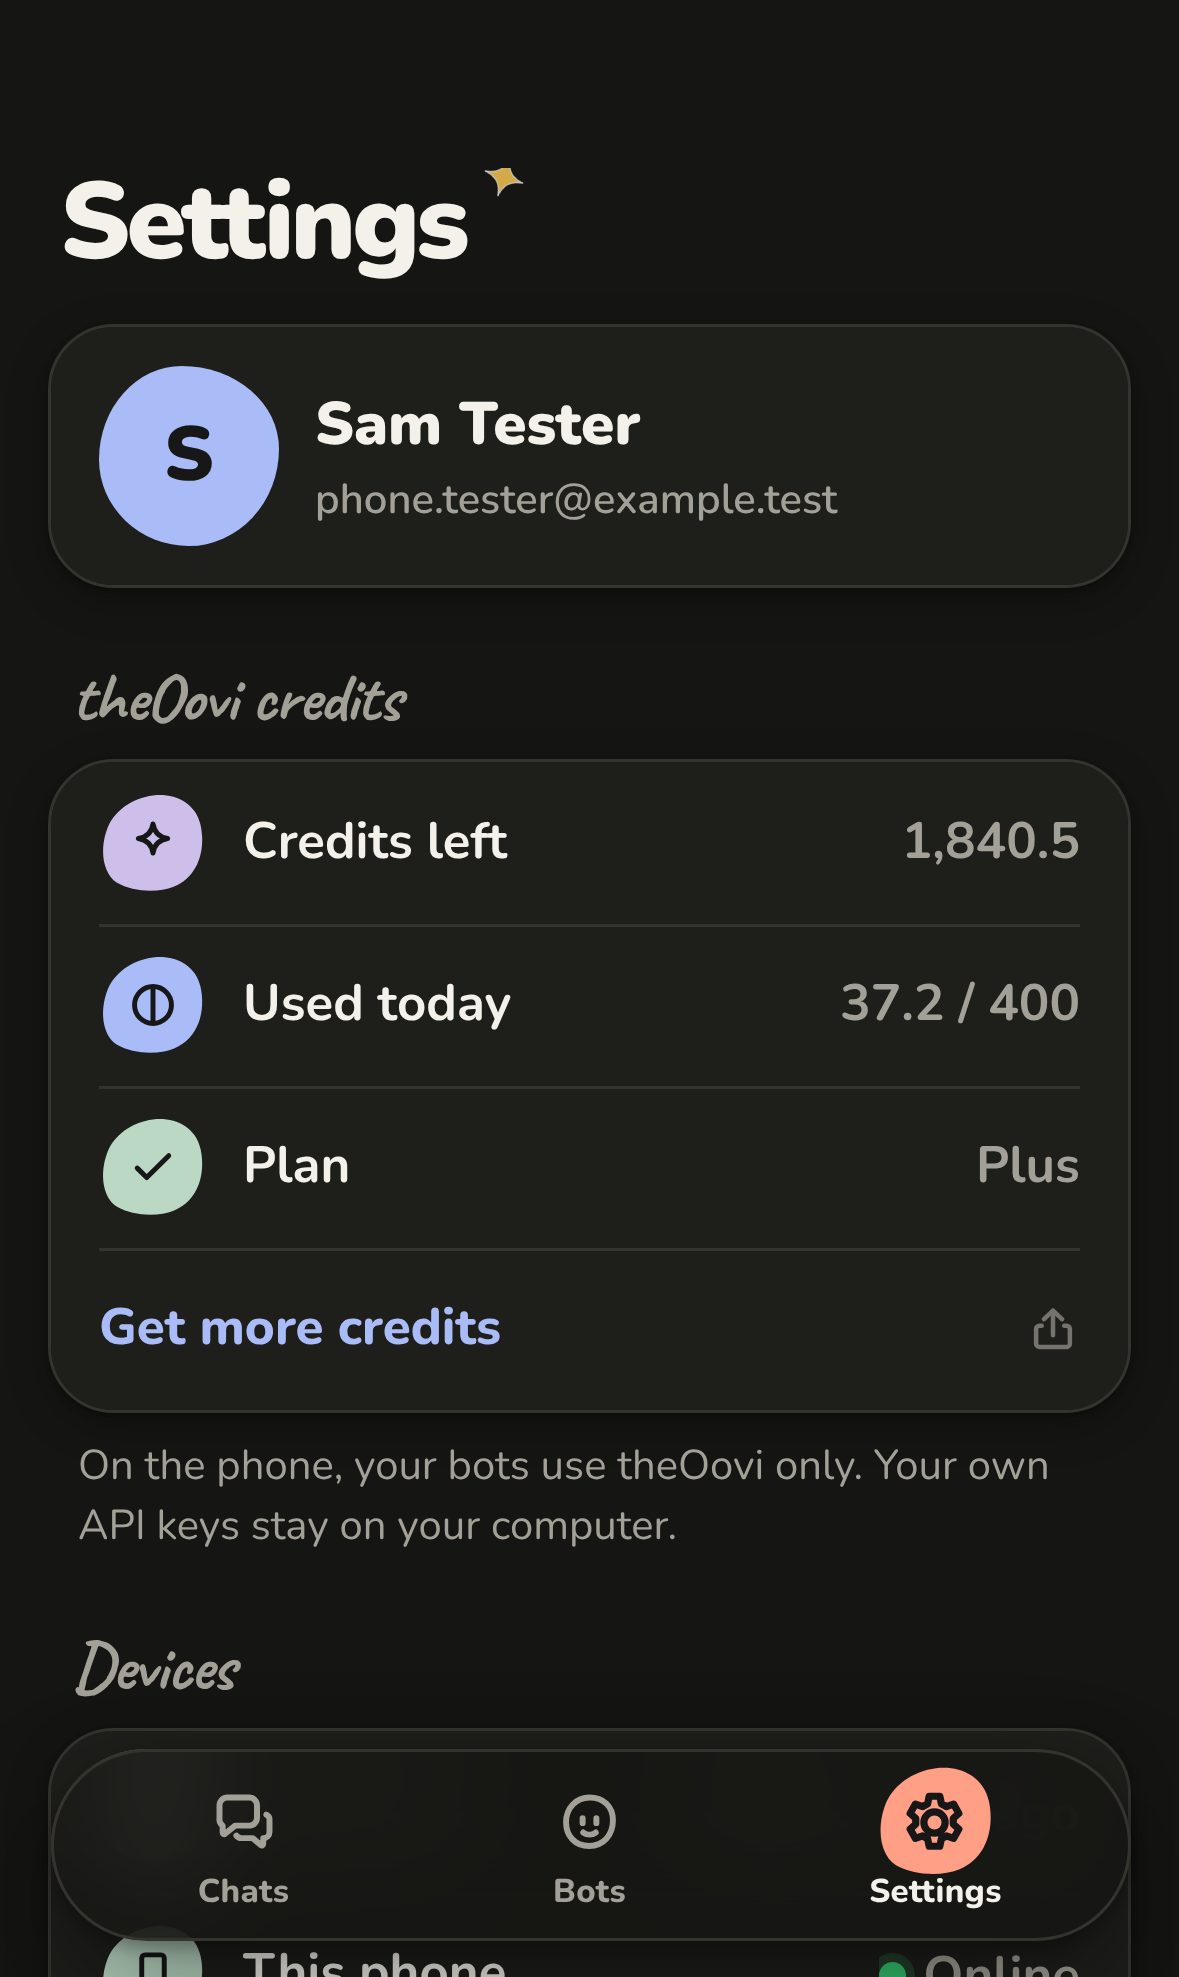 Settings
S
Sam Tester
phone.tester@example.test
theOovi credits
Credits left
1,840.5
Used today
37.2 / 400
Plan
Plus
Get more credits
On the phone, your bots use theOovi only. Your own
API keys stay on your computer.
Devices
Chats
Bots
Settings
This phone
Online